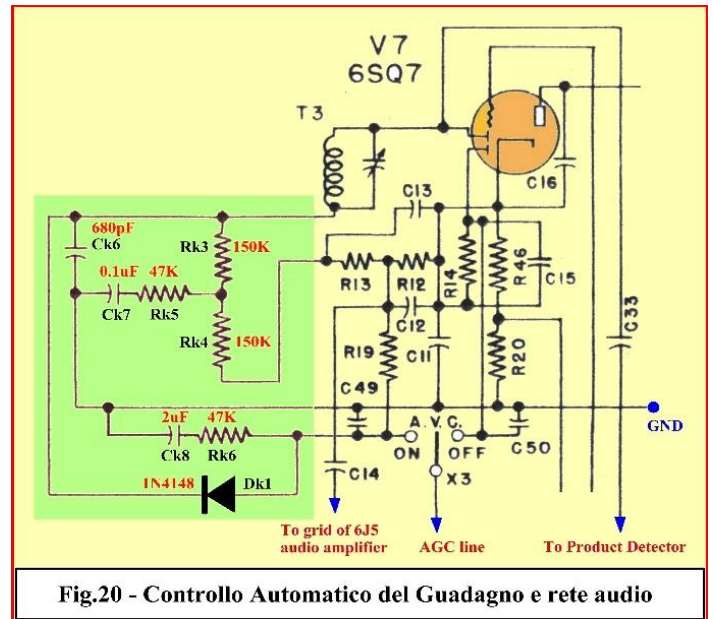 V 7
6SQ7
T3
C16
C13
680pF
Ck6
Rk3
150K
0.1uF
47K
Ck7
Rk5
Rk4
150K
R13
R12
R14
R46
C15
C12
R19
C11
R20
C33
C49
2uF
47K
Ck8
Rk6
A.V.C.
ON
OFF
C50
GND
1N4148
Dk1
C14
X3
To grid of 6J5
audio amplifier
AGC line
To Product Detector
Fig.20 - Controllo Automatico del Guadagno e rete audio